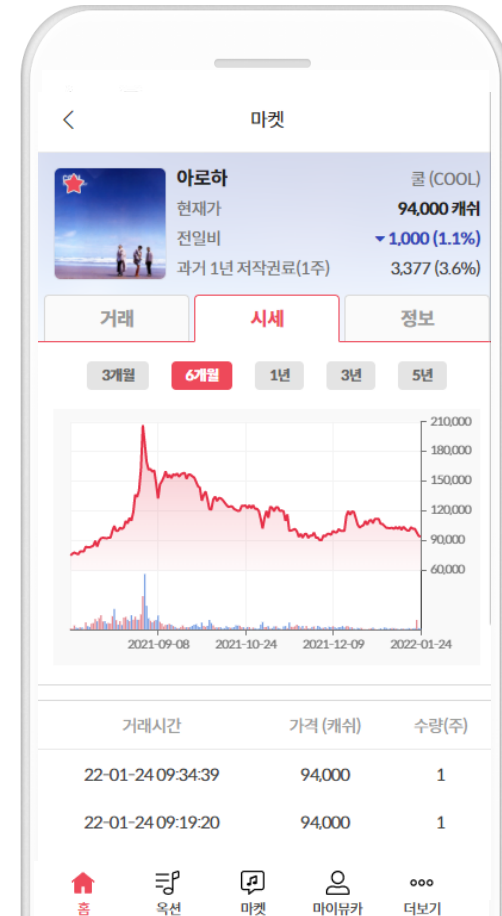 마켓
아로하 쿨 (COOL)
현재가 94,000 캐쉬
전일비 ▼1,000 (1.1%)
과거 1년 저작권료(1주) 3,377 (3.6%)
거래 시세 정보
3개월 6개월 1년 3년 5년
210,000
180,000
150,000
120,000
90,000
60,000
2021-09-08 2021-10-24 2021-12-09 2022-01-24
거래시간 가격 (캐쉬) 수량(주)
22-01-24 09:34:39 94,000 1
22-01-24 09:19:20 94,000 1
홈 옥션 마켓 마이뮤카 더보기